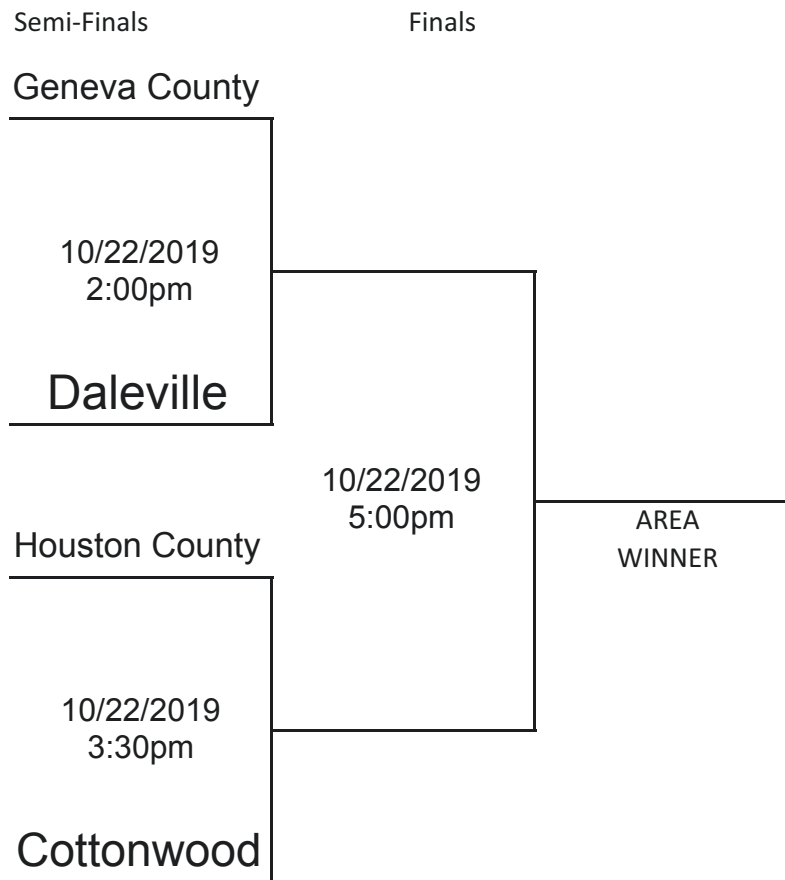 Semi-Finals
Finals
Geneva County
10/22/2019
2:00pm
Daleville
10/22/2019
5:00pm
AREA
WINNER
Houston County
10/22/2019
3:30pm
Cottonwood